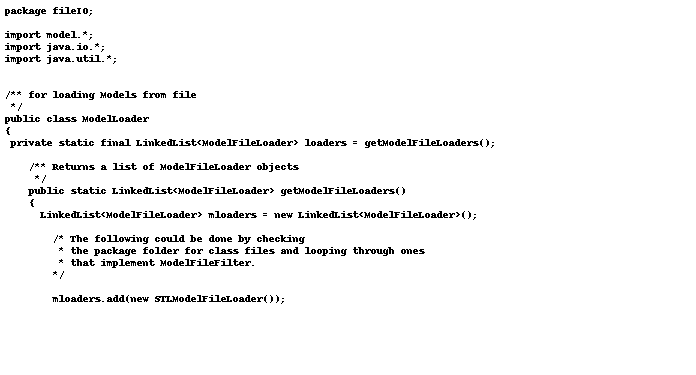 package fileIO;
import model.*;
import java.io.*;
import java.util.*;
/** for loading Models from file
*/
public class ModelLoader
{
private static final LinkedList<ModelFileLoader> loaders = getModelFileLoaders();
/** Returns a list of ModelFileLoader objects
*/
public static LinkedList<ModelFileLoader> getModelFileLoaders()
{
LinkedList<ModelFileLoader> mloaders = new LinkedList<ModelFileLoader>();
/* The following could be done by checking
* the package folder for class files and looping through ones
* that implement ModelFileFilter.
*/
mloaders.add(new STLModelFileLoader());